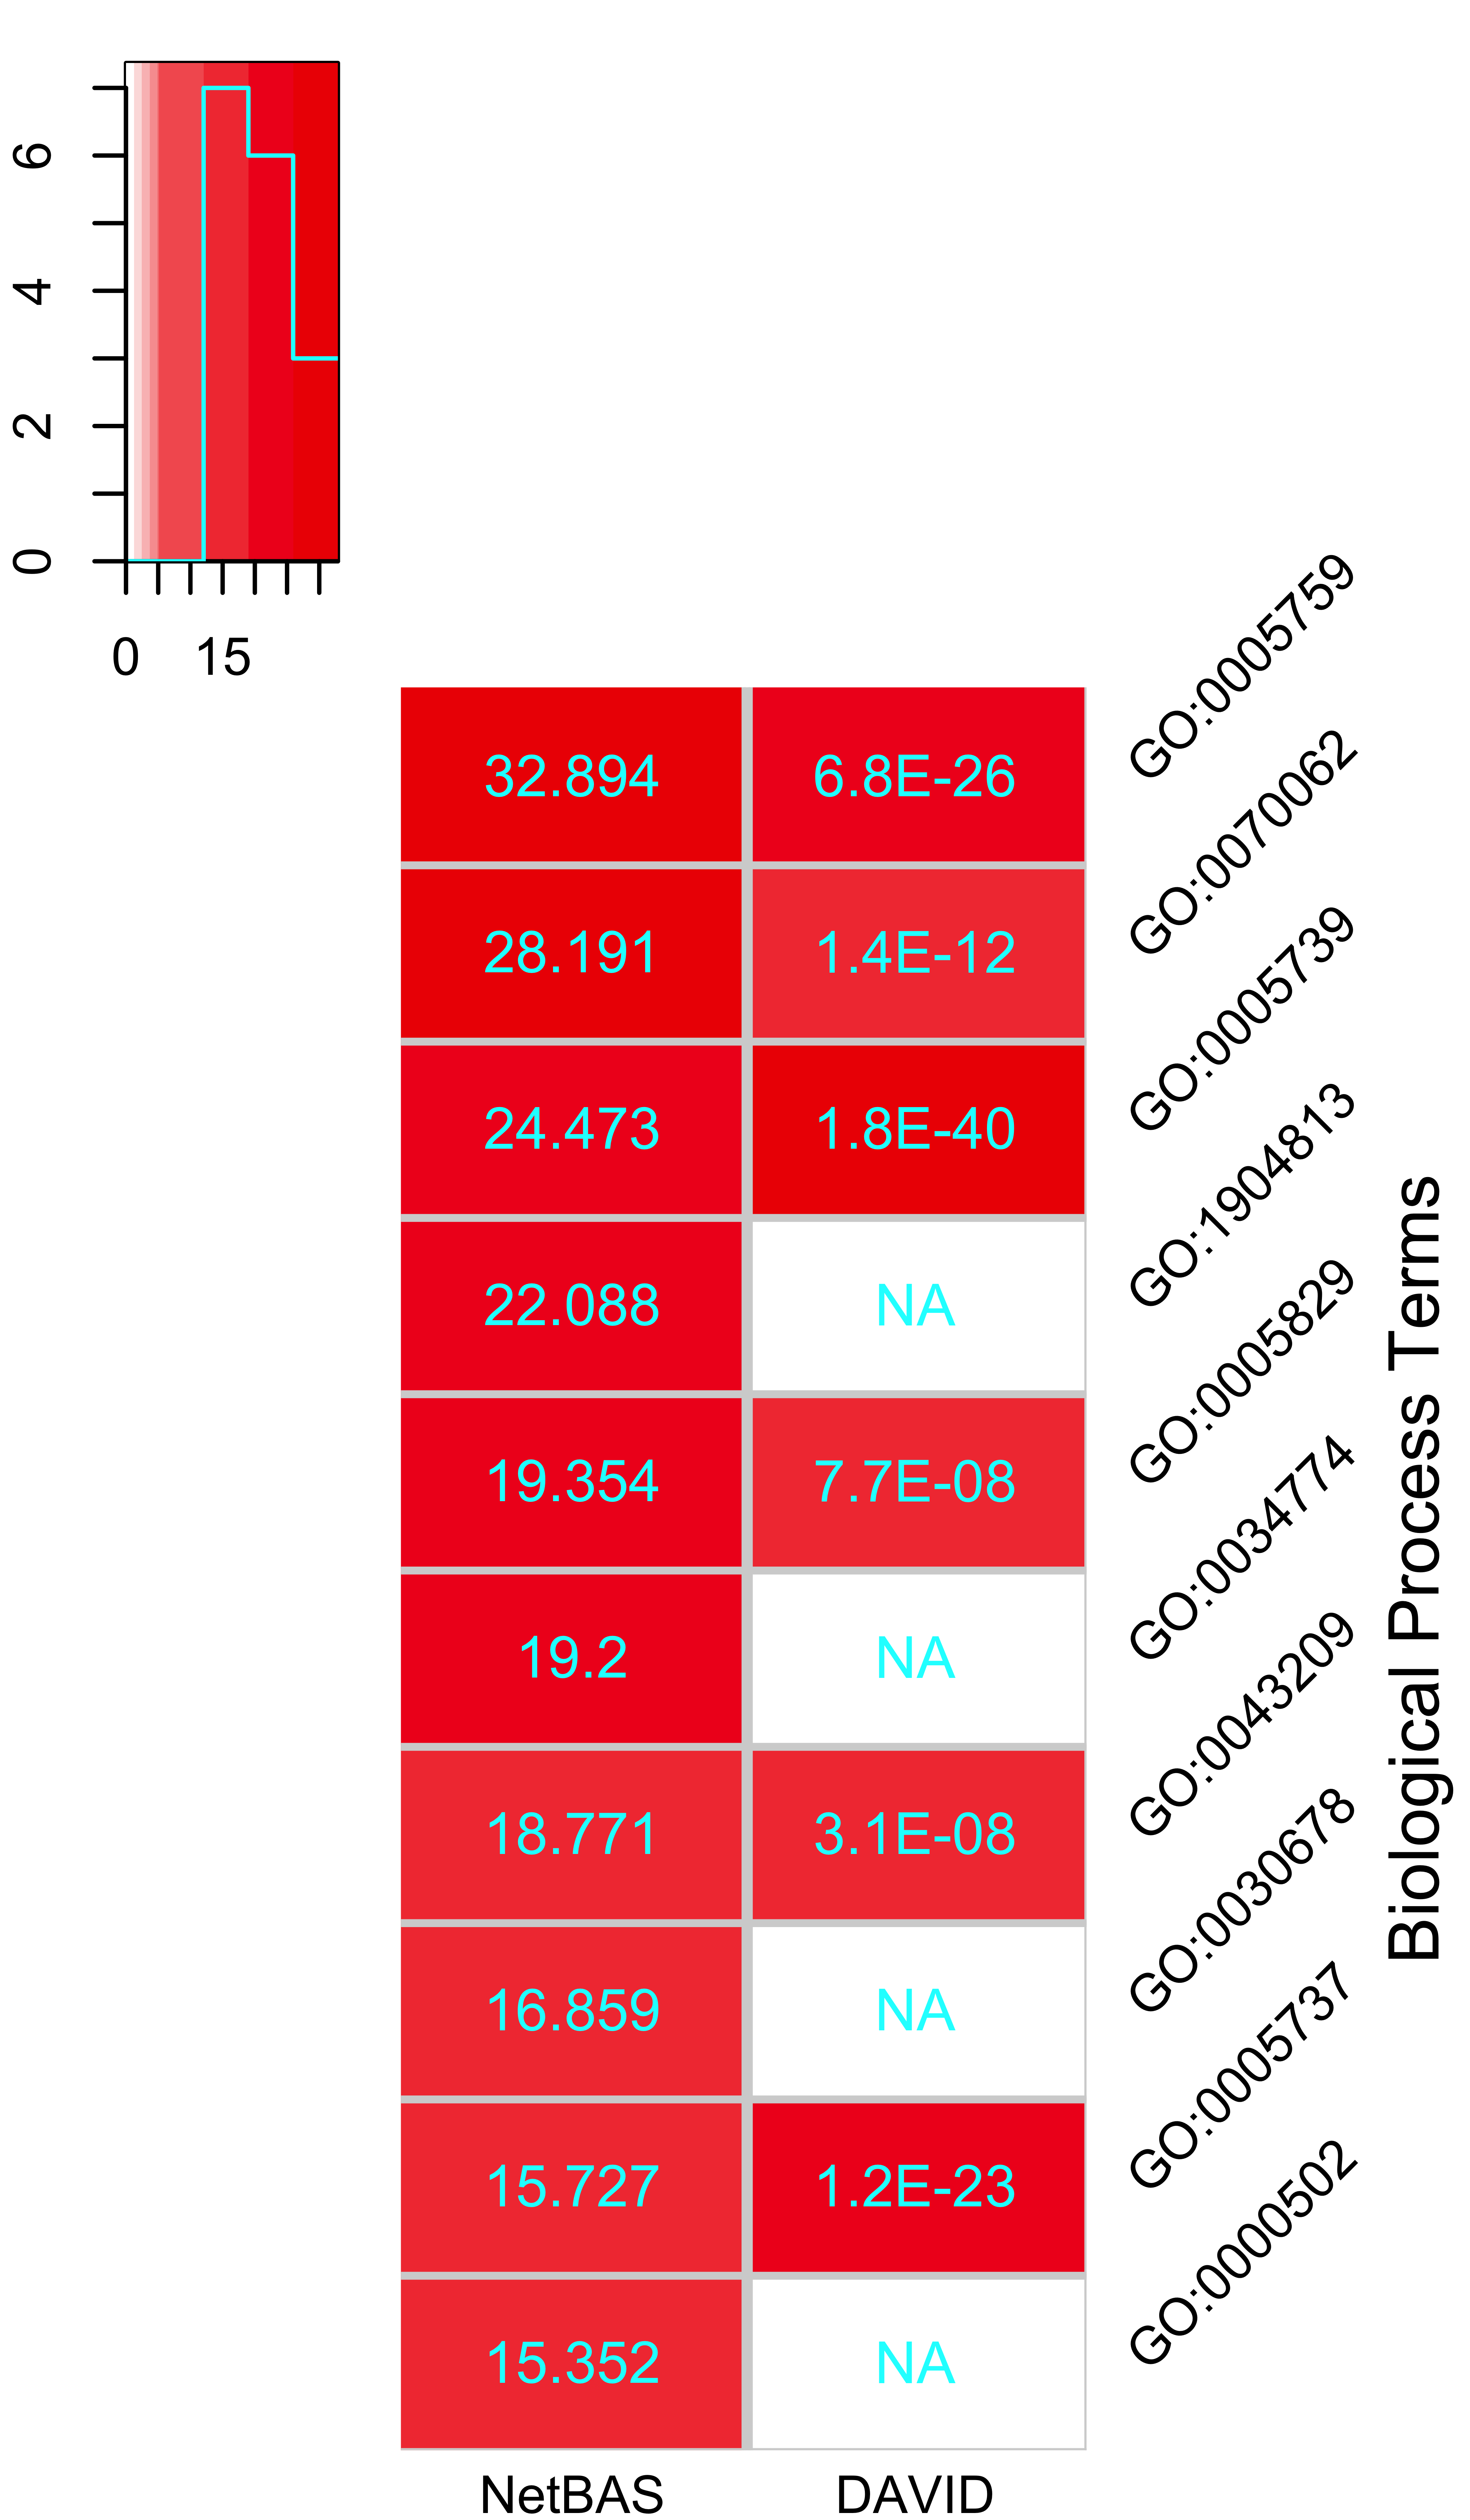 6
4
2
0
0 15
GO:0005759
32.894 6.8E-26
GO:0070062
28.191 1.4E-12
GO:0005739
24.473 1.8E-40
GO:1904813
22.088 NA
GO:0005829
19.354 7.7E-08
GO:0034774
19.2 NA
GO:0043209
18.771 3.1E-08
GO:0030678
16.859 NA
GO:0005737
15.727 1.2E-23
GO:0000502
15.352 NA
NetBAS DAVID
Biological Process Terms